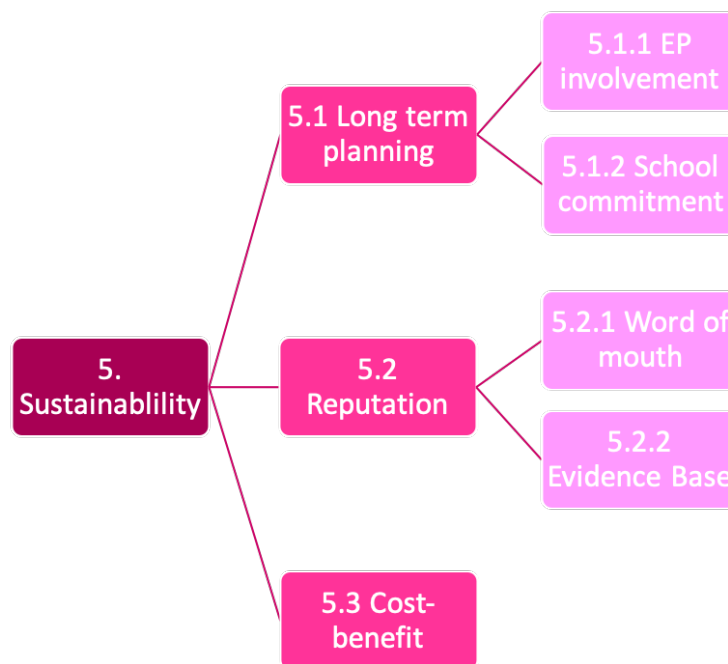 5.1.1 EP
involvement
5.1 Long term
planning
5.1.2 School
commitment
5.2.1 Word of
mouth
5.
Sustainablility
5.2
Reputation
5.2.2
Evidence Base
5.3 Cost-
benefit